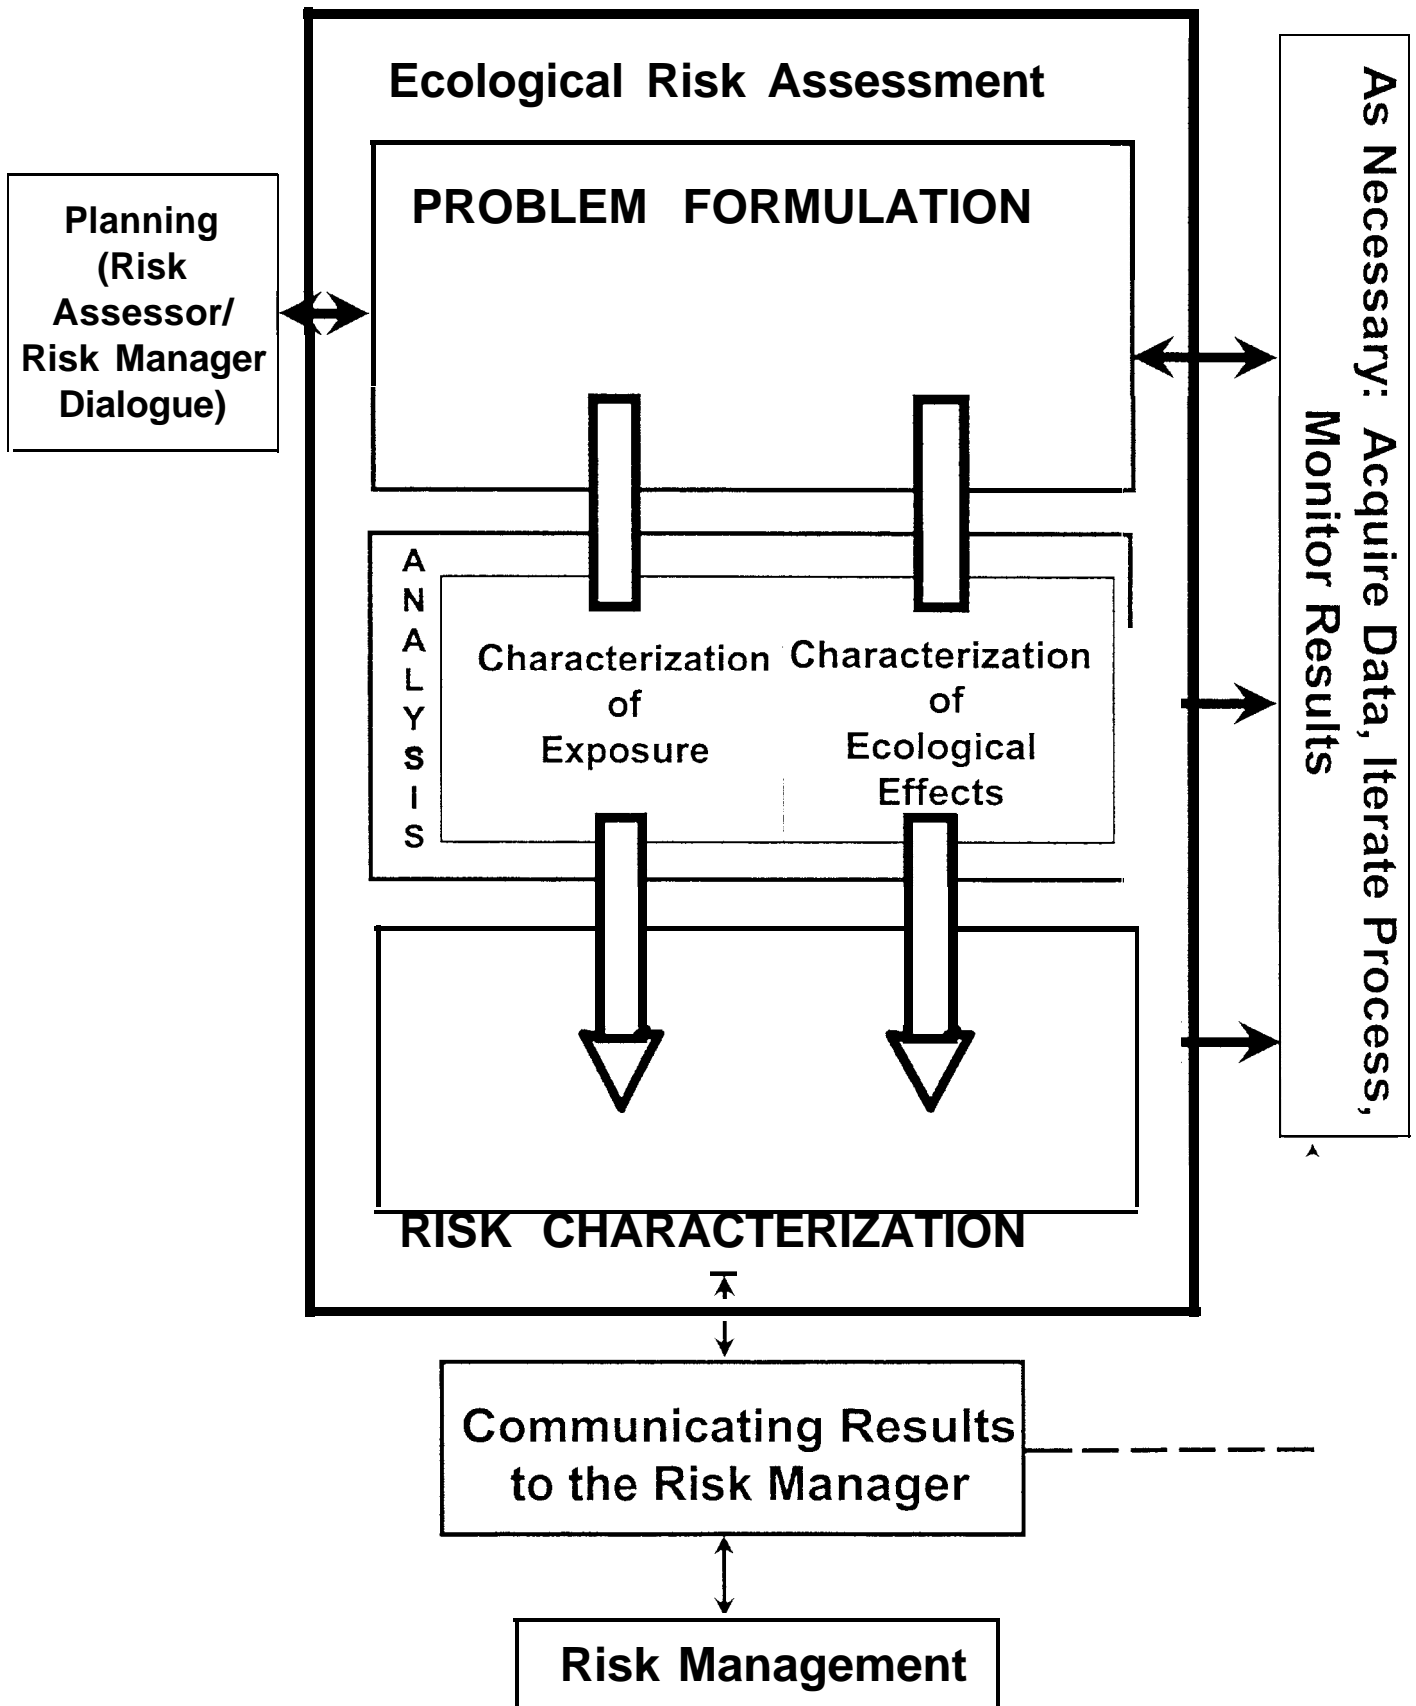 Ecological Risk Assessment
PROBLEM FORMULATION
Planning
(Risk
Assessor/
Risk Manager
Dialogue)
ANALYSIS
Characterization
of
Exposure
Characterization
of
Ecological
Effects
RISK CHARACTERIZATION
As Necessary: Acquire Data, Iterate Process,
Monitor Results
Communicating Results
to the Risk Manager
Risk Management